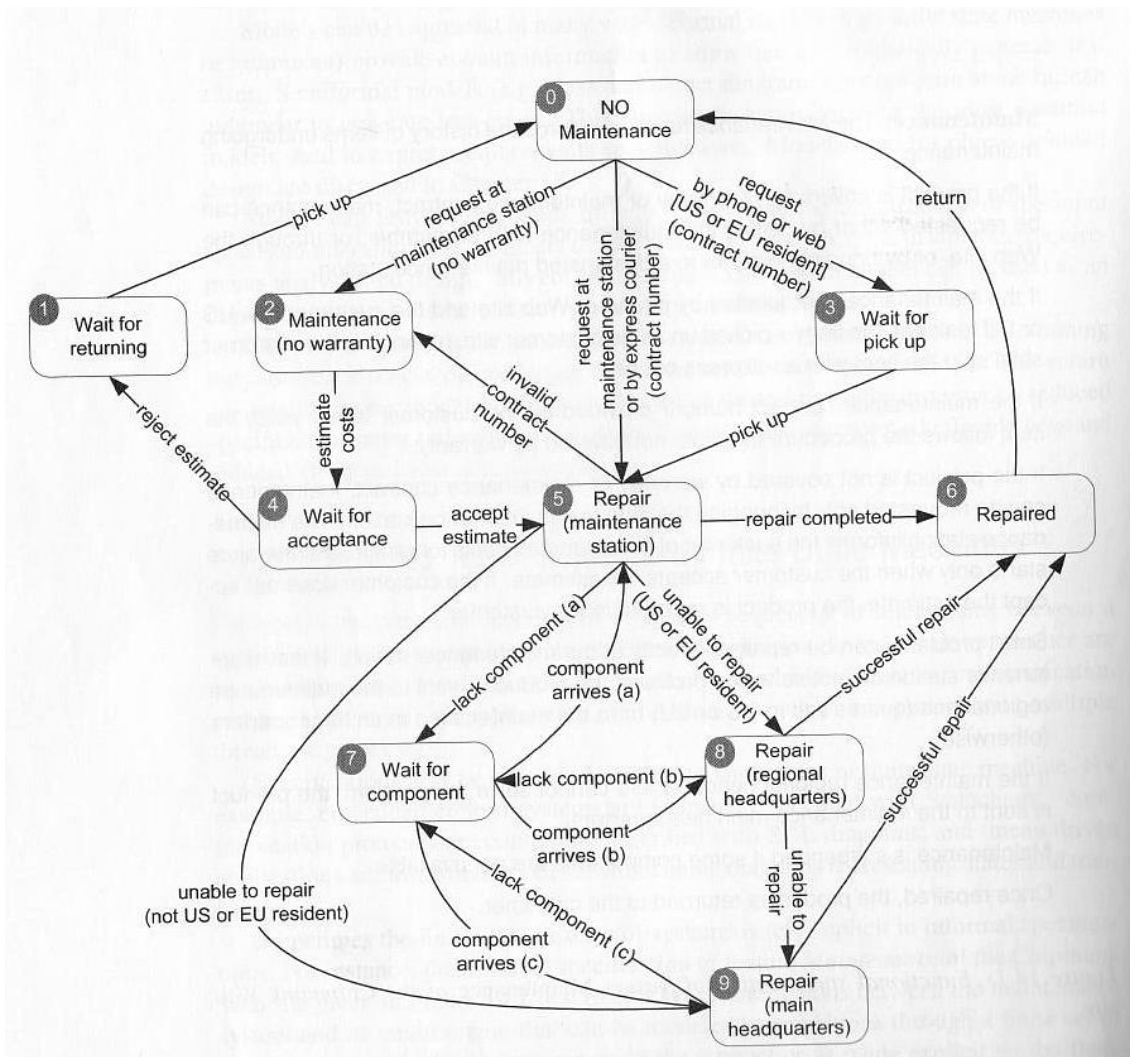 0
NO
Maintenance
pick up
request at
maintenance station
(no warranty)
request at
maintenance station
or by express courier
(contract number)
request
by phone or web
[US or EU resident]
(contract number)
return
1
Wait for
returning
2
Maintenance
(no warranty)
3
Wait for
pick up
reject estimate
estimate
costs
invalid
contract
number
pick up
4
Wait for
acceptance
accept
estimate
5
Repair
(maintenance
station)
repair completed
6
Repaired
lack component (a)
component
arrives (a)
unable to repair
(US or EU resident)
successful repair
successful repair
7
Wait for
component
lack component (b)
8
Repair
(regional
headquarters)
component
arrives (b)
unable to repair
(not US or EU resident)
lack component (c)
component
arrives (c)
unable to
repair
9
Repair
(main
headquarters)